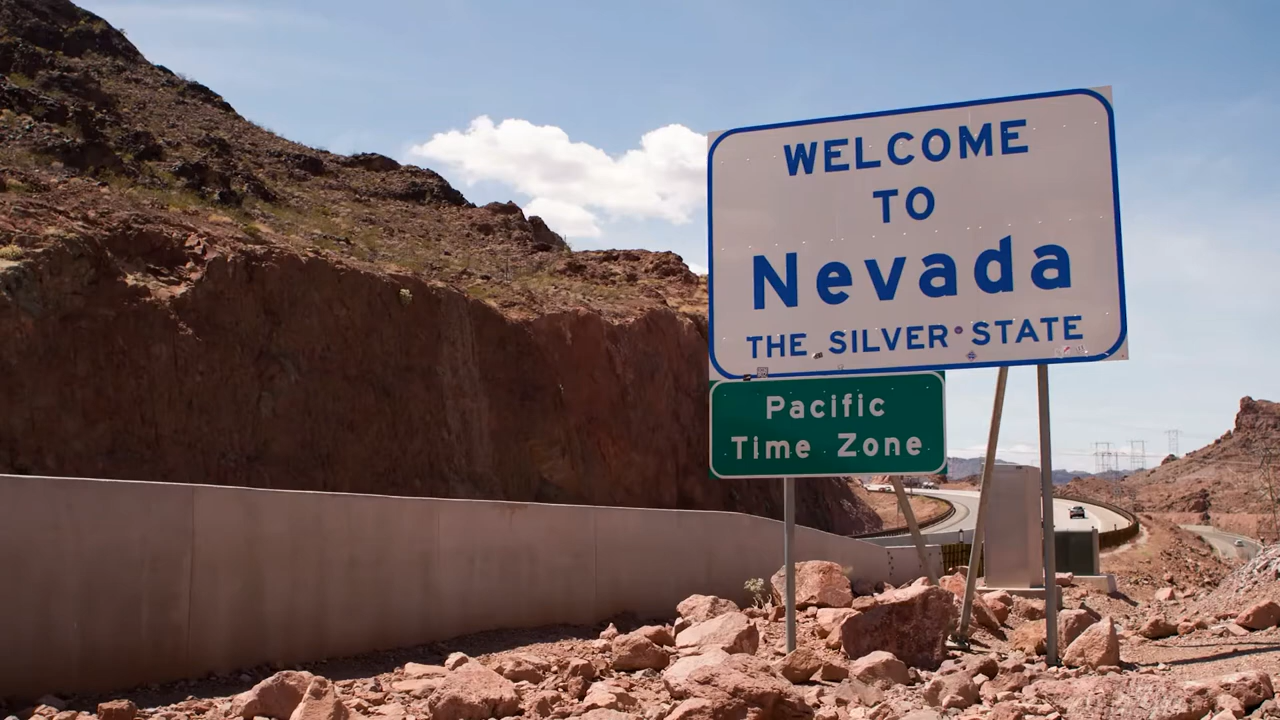 WELCOME
TO
Nevada
THE SILVER STATE
Pacific
Time Zone